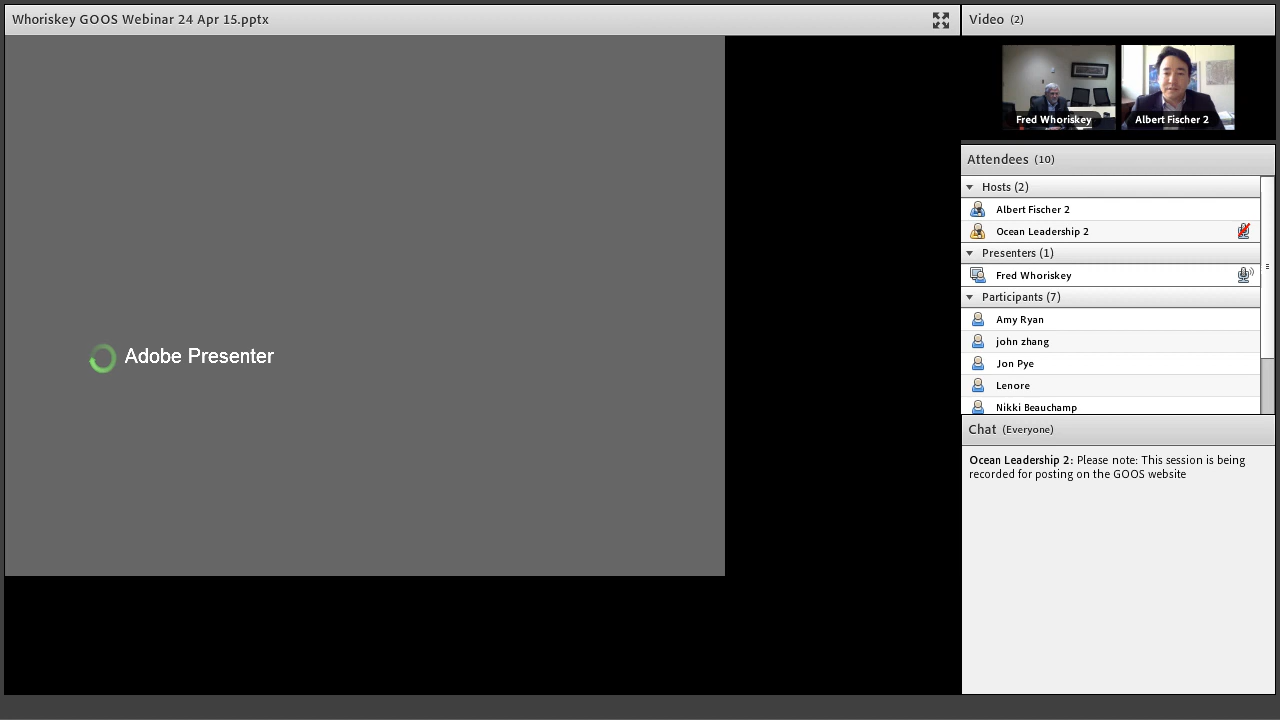 Whoriskey GOOS Webinar 24 Apr 15.pptx
Adobe Presenter
Video (2)
Fred Whoriskey
Albert Fischer 2
Attendees (10)
Hosts (2)
Albert Fischer 2
Ocean Leadership 2
Presenters (1)
Fred Whoriskey
Participants (7)
Amy Ryan
john zhang
Jon Pye
Lenore
Nikki Beauchamp
Chat (Everyone)
Ocean Leadership 2: Please note: This session is being
recorded for posting on the GOOS website